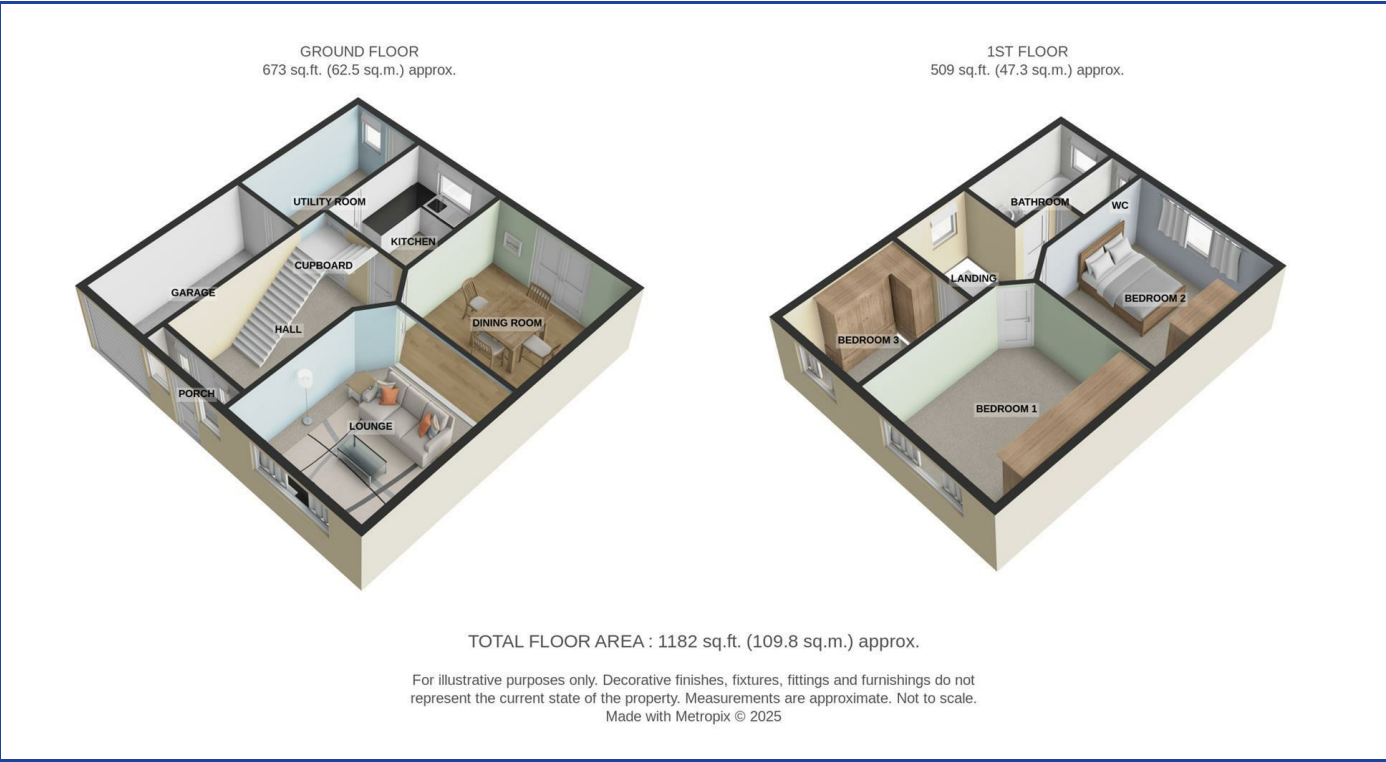 GROUND FLOOR
673 sq.ft. (62.5 sq.m.) approx.
UTILITY ROOM
KITCHEN
CUPBOARD
GARAGE
DINING ROOM
HALL
PORCH
LOUNGE
1ST FLOOR
509 sq.ft. (47.3 sq.m.) approx.
BATHROOM
WC
LANDING
BEDROOM 2
BEDROOM 3
BEDROOM 1
TOTAL FLOOR AREA : 1182 sq.ft. (109.8 sq.m.) approx.
For illustrative purposes only. Decorative finishes, fixtures, fittings and furnishings do not
represent the current state of the property. Measurements are approximate. Not to scale.
Made with Metropix © 2025